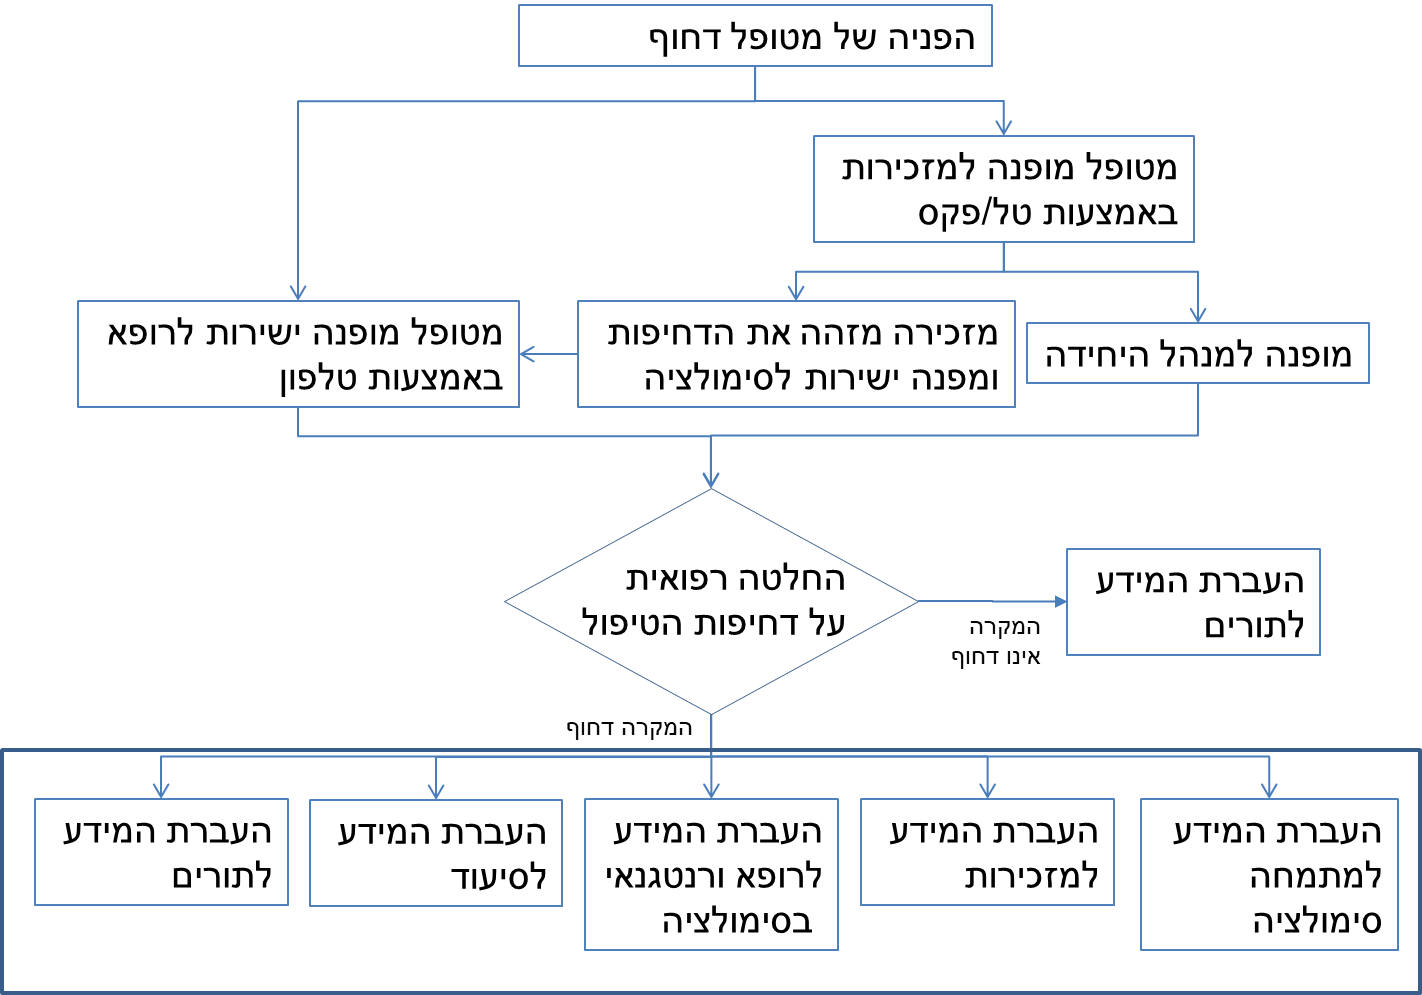 הפניה של מטופל דחוף
מטופל מופנה למזכירות
באמצעות טל/פקס
מופנה למנהל היחידה
מזכירה מזהה את הדחיפות
ומפנה ישירות לסימולציה
מטופל מופנה ישירות לרופא
באמצעות טלפון
החלטה רפואית
על דחיפות הטיפול
המקרה
אינו דחוף
העברת המידע
לתורים
המקרה דחוף
העברת המידע
למתמחה
סימולציה
העברת המידע
למזכירות
העברת המידע
לרופא ורנטגנאי
בסימולציה
העברת המידע
לסיעוד
העברת המידע
לתורים